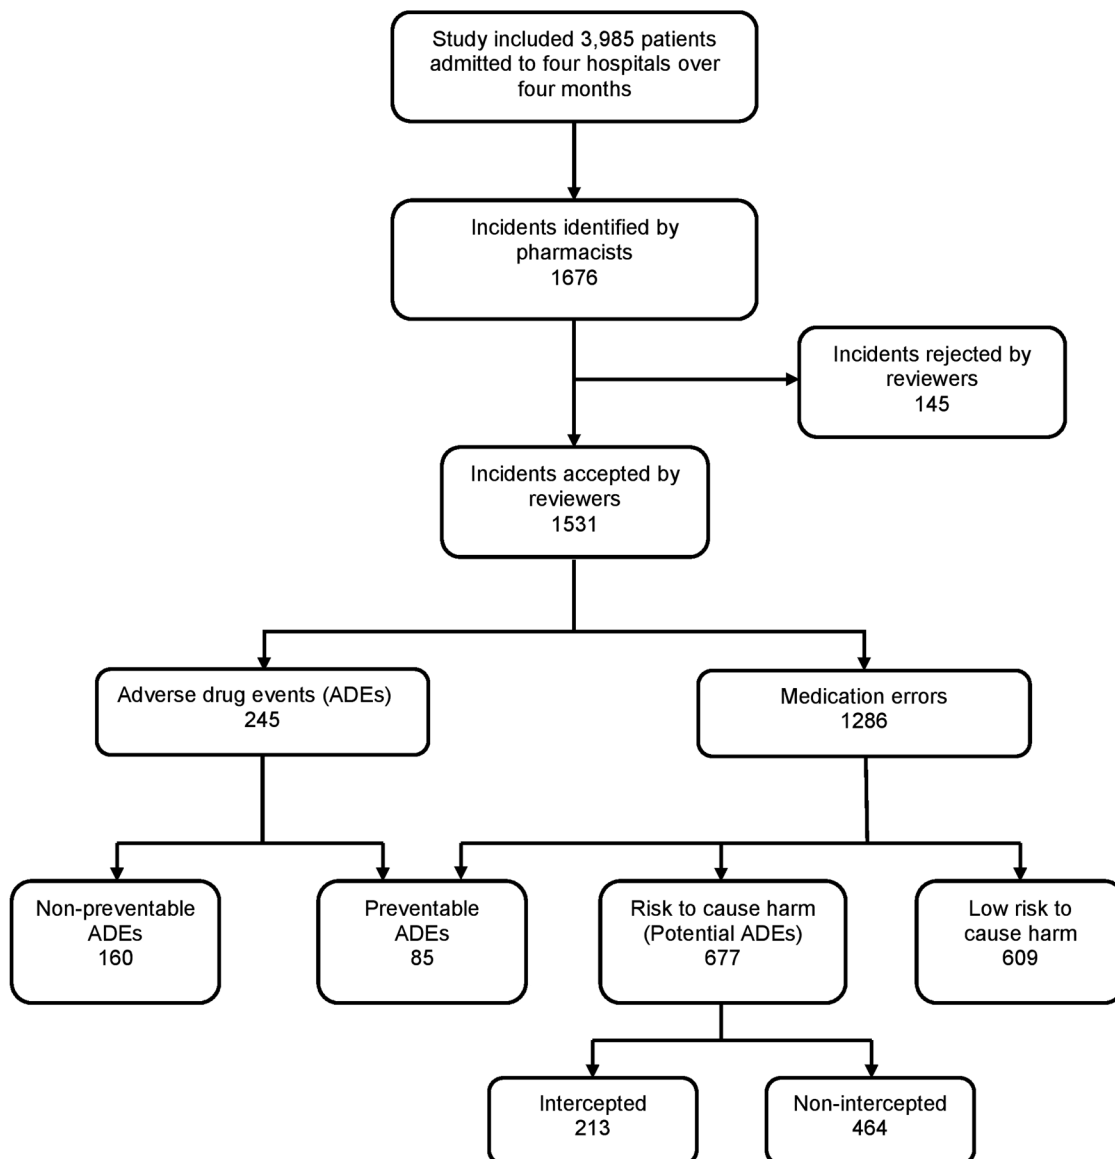 Study included 3,985 patients
admitted to four hospitals over
four months
Incidents identified by
pharmacists
1676
Incidents rejected by
reviewers
145
Incidents accepted by
reviewers
1531
Adverse drug events (ADEs)
245
Medication errors
1286
Non-preventable
ADEs
160
Preventable
ADEs
85
Risk to cause harm
(Potential ADEs)
677
Low risk to
cause harm
609
Intercepted
213
Non-intercepted
464